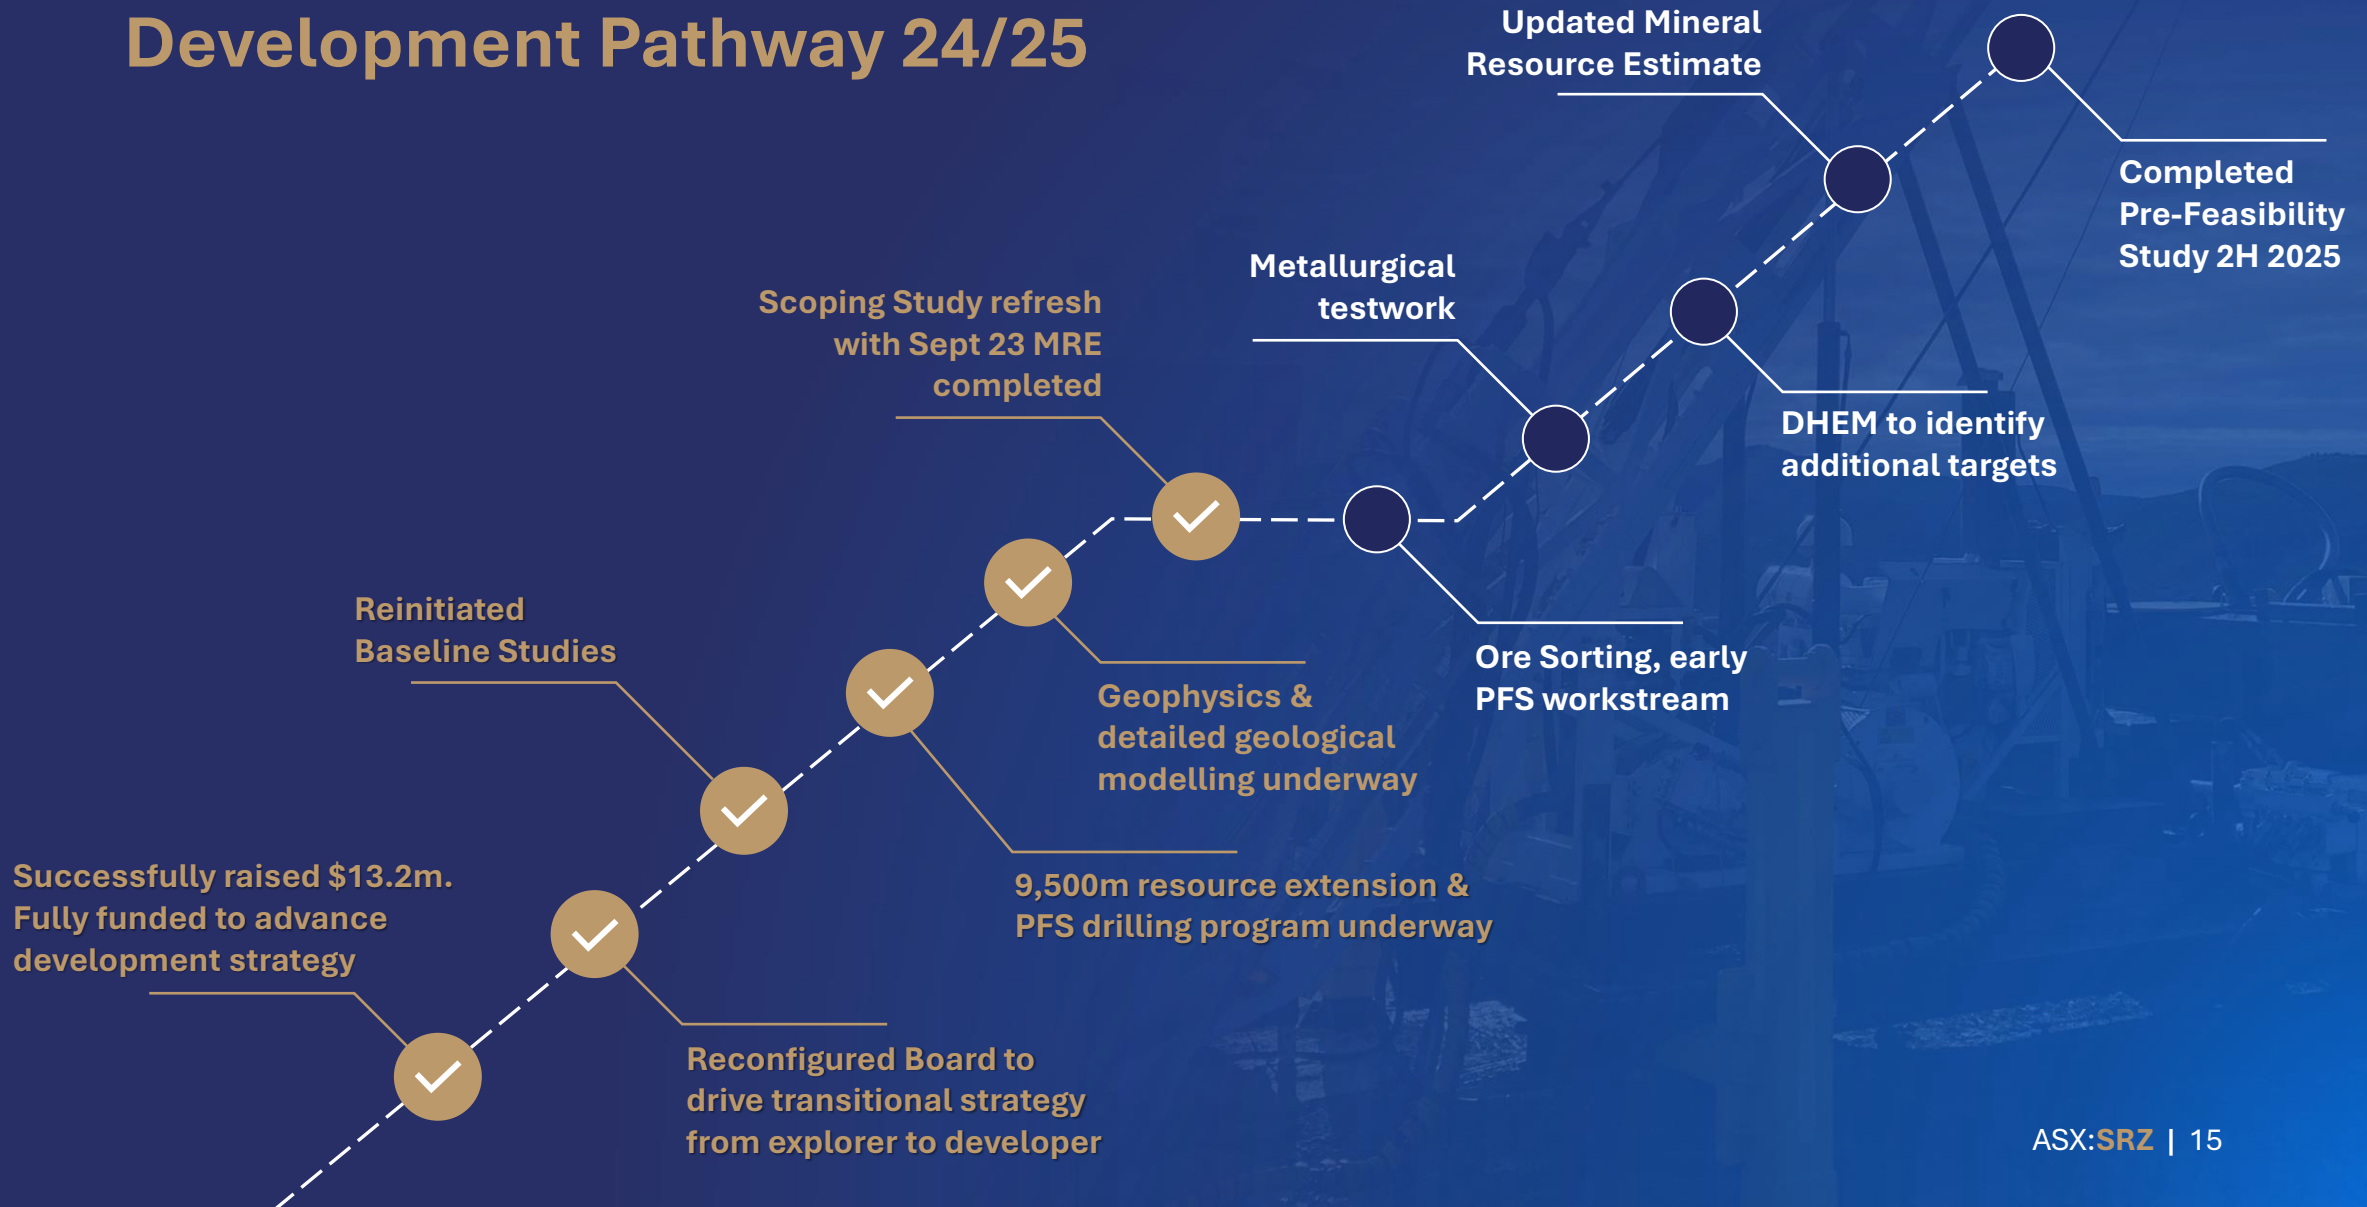 Development Pathway 24/25
Updated Mineral
Resource Estimate
Completed
Pre-Feasibility
Study 2H 2025
Metallurgical
testwork
Scoping Study refresh
with Sept 23 MRE
completed
DHEM to identify
additional targets
Reinitiated
Baseline Studies
Ore Sorting, early
PFS workstream
Geophysics &
detailed geological
modelling underway
Successfully raised $13.2m.
Fully funded to advance
development strategy
9,500m resource extension &
PFS drilling program underway
Reconfigured Board to
drive transitional strategy
from explorer to developer
ASX:SRZ | 15